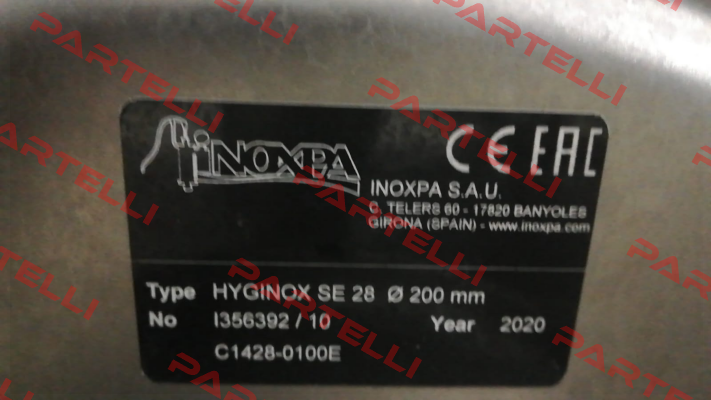 INOXPA
CE EAC
INOXPA S.A.U.
C. TELERS 60 - 17820 BANYOLES
GIRONA (SPAIN) - www.inoxpa.com
Type HYGINOX SE 28 Ø 200 mm
No I356392 / 10 Year 2020
C1428-0100E
PARTELLI
PARTELLI
PARTELLI
PARTELLI
PARTELLI
PARTELLI
PARTELLI